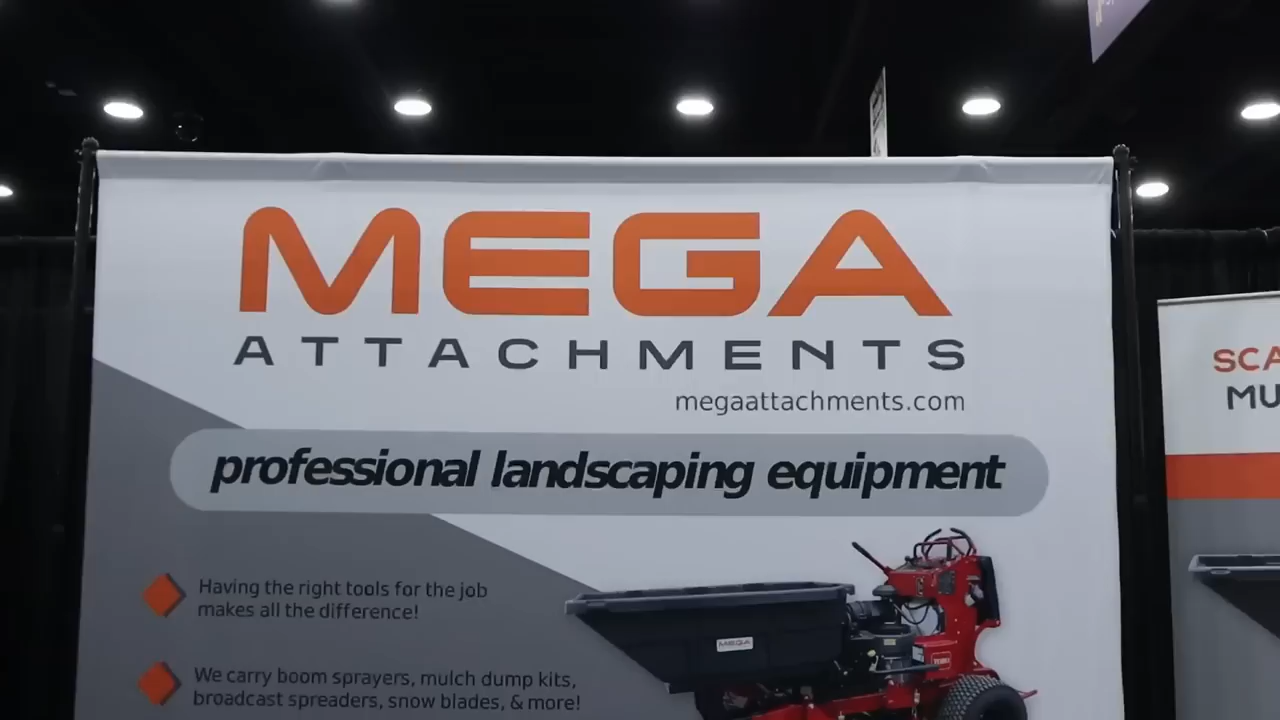 MEGA
ATTACHMENTS
megaattachments.com
professional landscaping equipment
Having the right tools for the job
makes all the difference!
We carry boom sprayers, mulch dump kits,
broadcast spreaders, snow blades, & more!
MEGA
TORO
SCA
MU